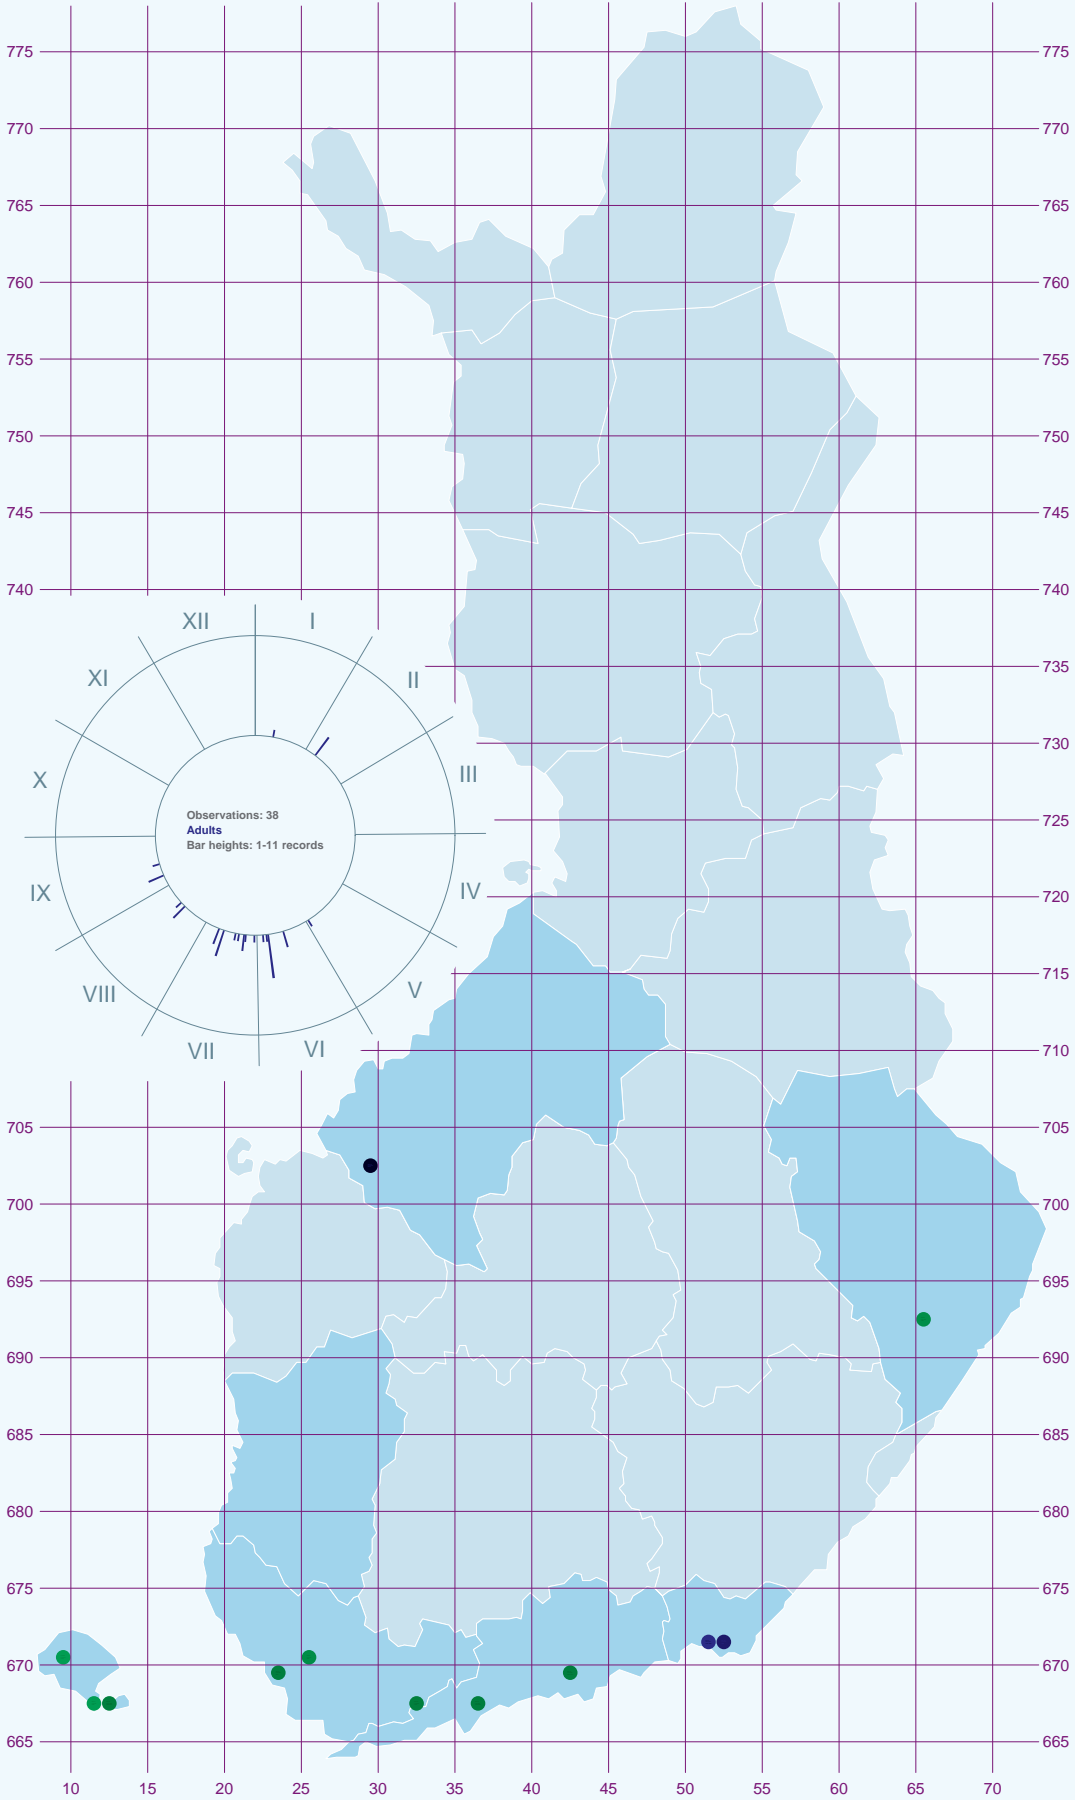 775 775
770 770
765 765
760 760
755 755
750 750
745 745
740 740
XII I
XI II
735
X III
730
Observations: 38
Adults
Bar heights: 1-11 records
725
IX IV
720
VIII V
715
VII VI
710
705 705
700 700
695 695
690 690
685 685
680 680
675 675
670 670
665 665
10 15 20 25 30 35 40 45 50 55 60 65 70